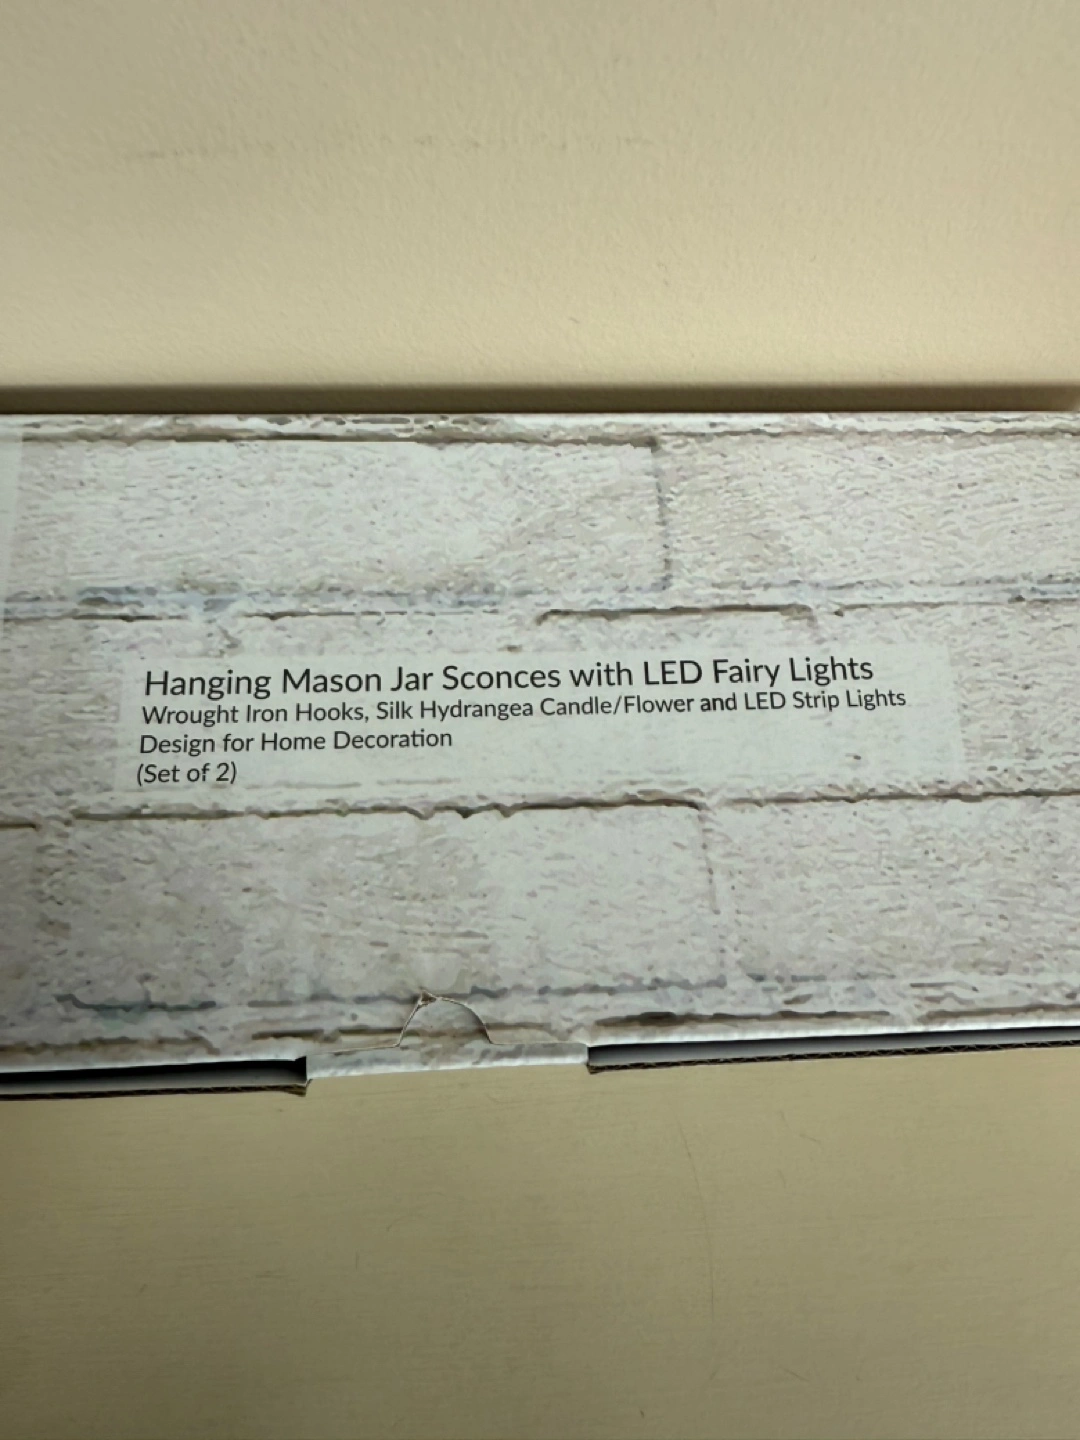 Hanging Mason Jar Sconces with LED Fairy Lights
Wrought Iron Hooks, Silk Hydrangea Candle/Flower and LED Strip Lights
Design for Home Decoration
(Set of 2)